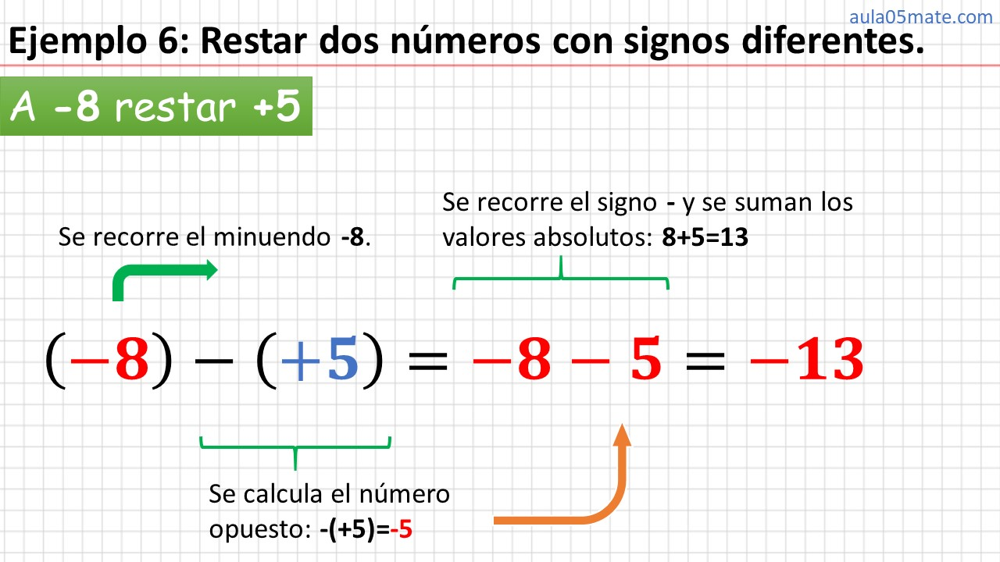 aula05mate.com
Ejemplo 6: Restar dos números con signos diferentes.
A -8 restar +5
Se recorre el signo - y se suman los
valores absolutos: 8+5=13
Se recorre el minuendo -8.
(−8) − (+5) = −8 − 5 = −13
Se calcula el número
opuesto: -(+5)=-5